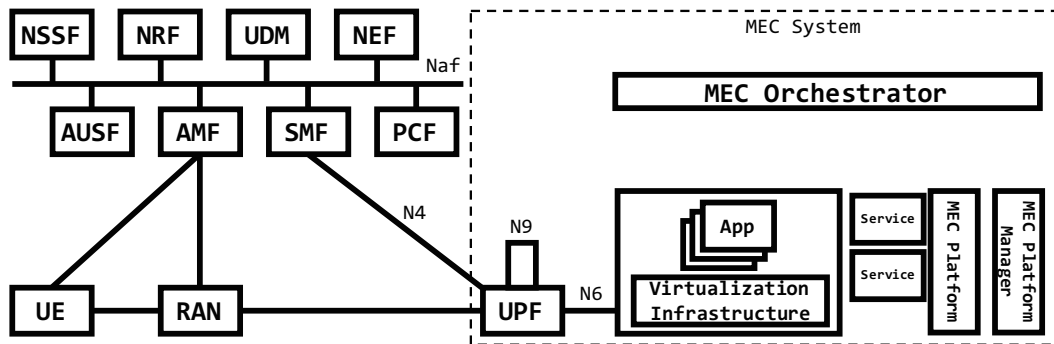 MEC System
NSSF
NRF
UDM
NEF
Naf
MEC Orchestrator
AUSF
AMF
SMF
PCF
N4
N9
App
Service
Service
MEC Platform
MEC Platform
Manager
Virtualization
Infrastructure
UE
RAN
UPF
N6